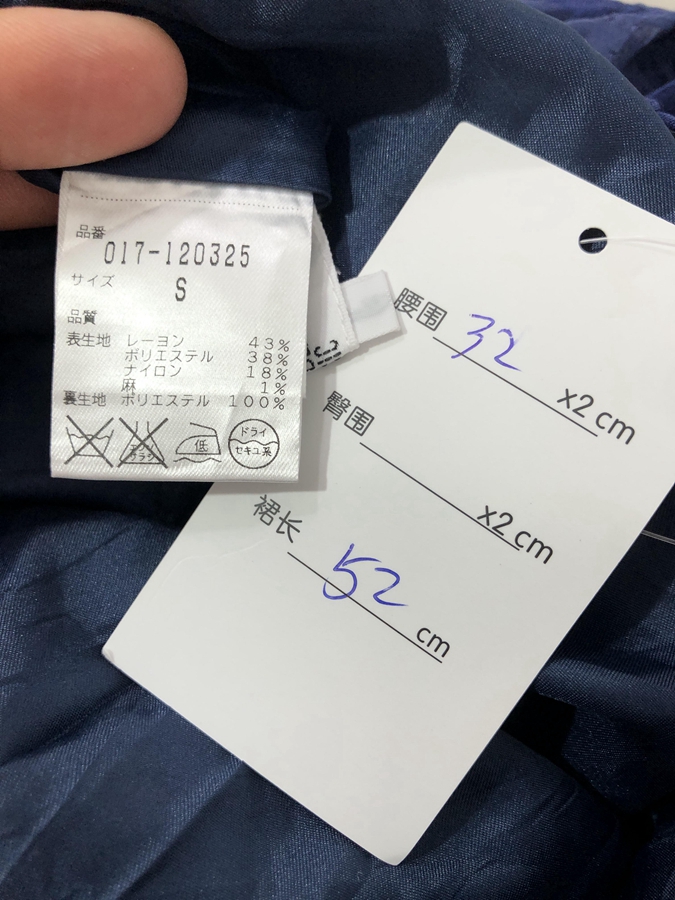 品番
017-120325
サイズ
S
品質
表生地 レーヨン 43%
ポリエステル 38%
ナイロン 18%
麻 1%
裏生地 ポリエステル 100%
低
ドライ
セキユ系
腰围 32 x2 cm
臀围 x2 cm
裙长 52 cm